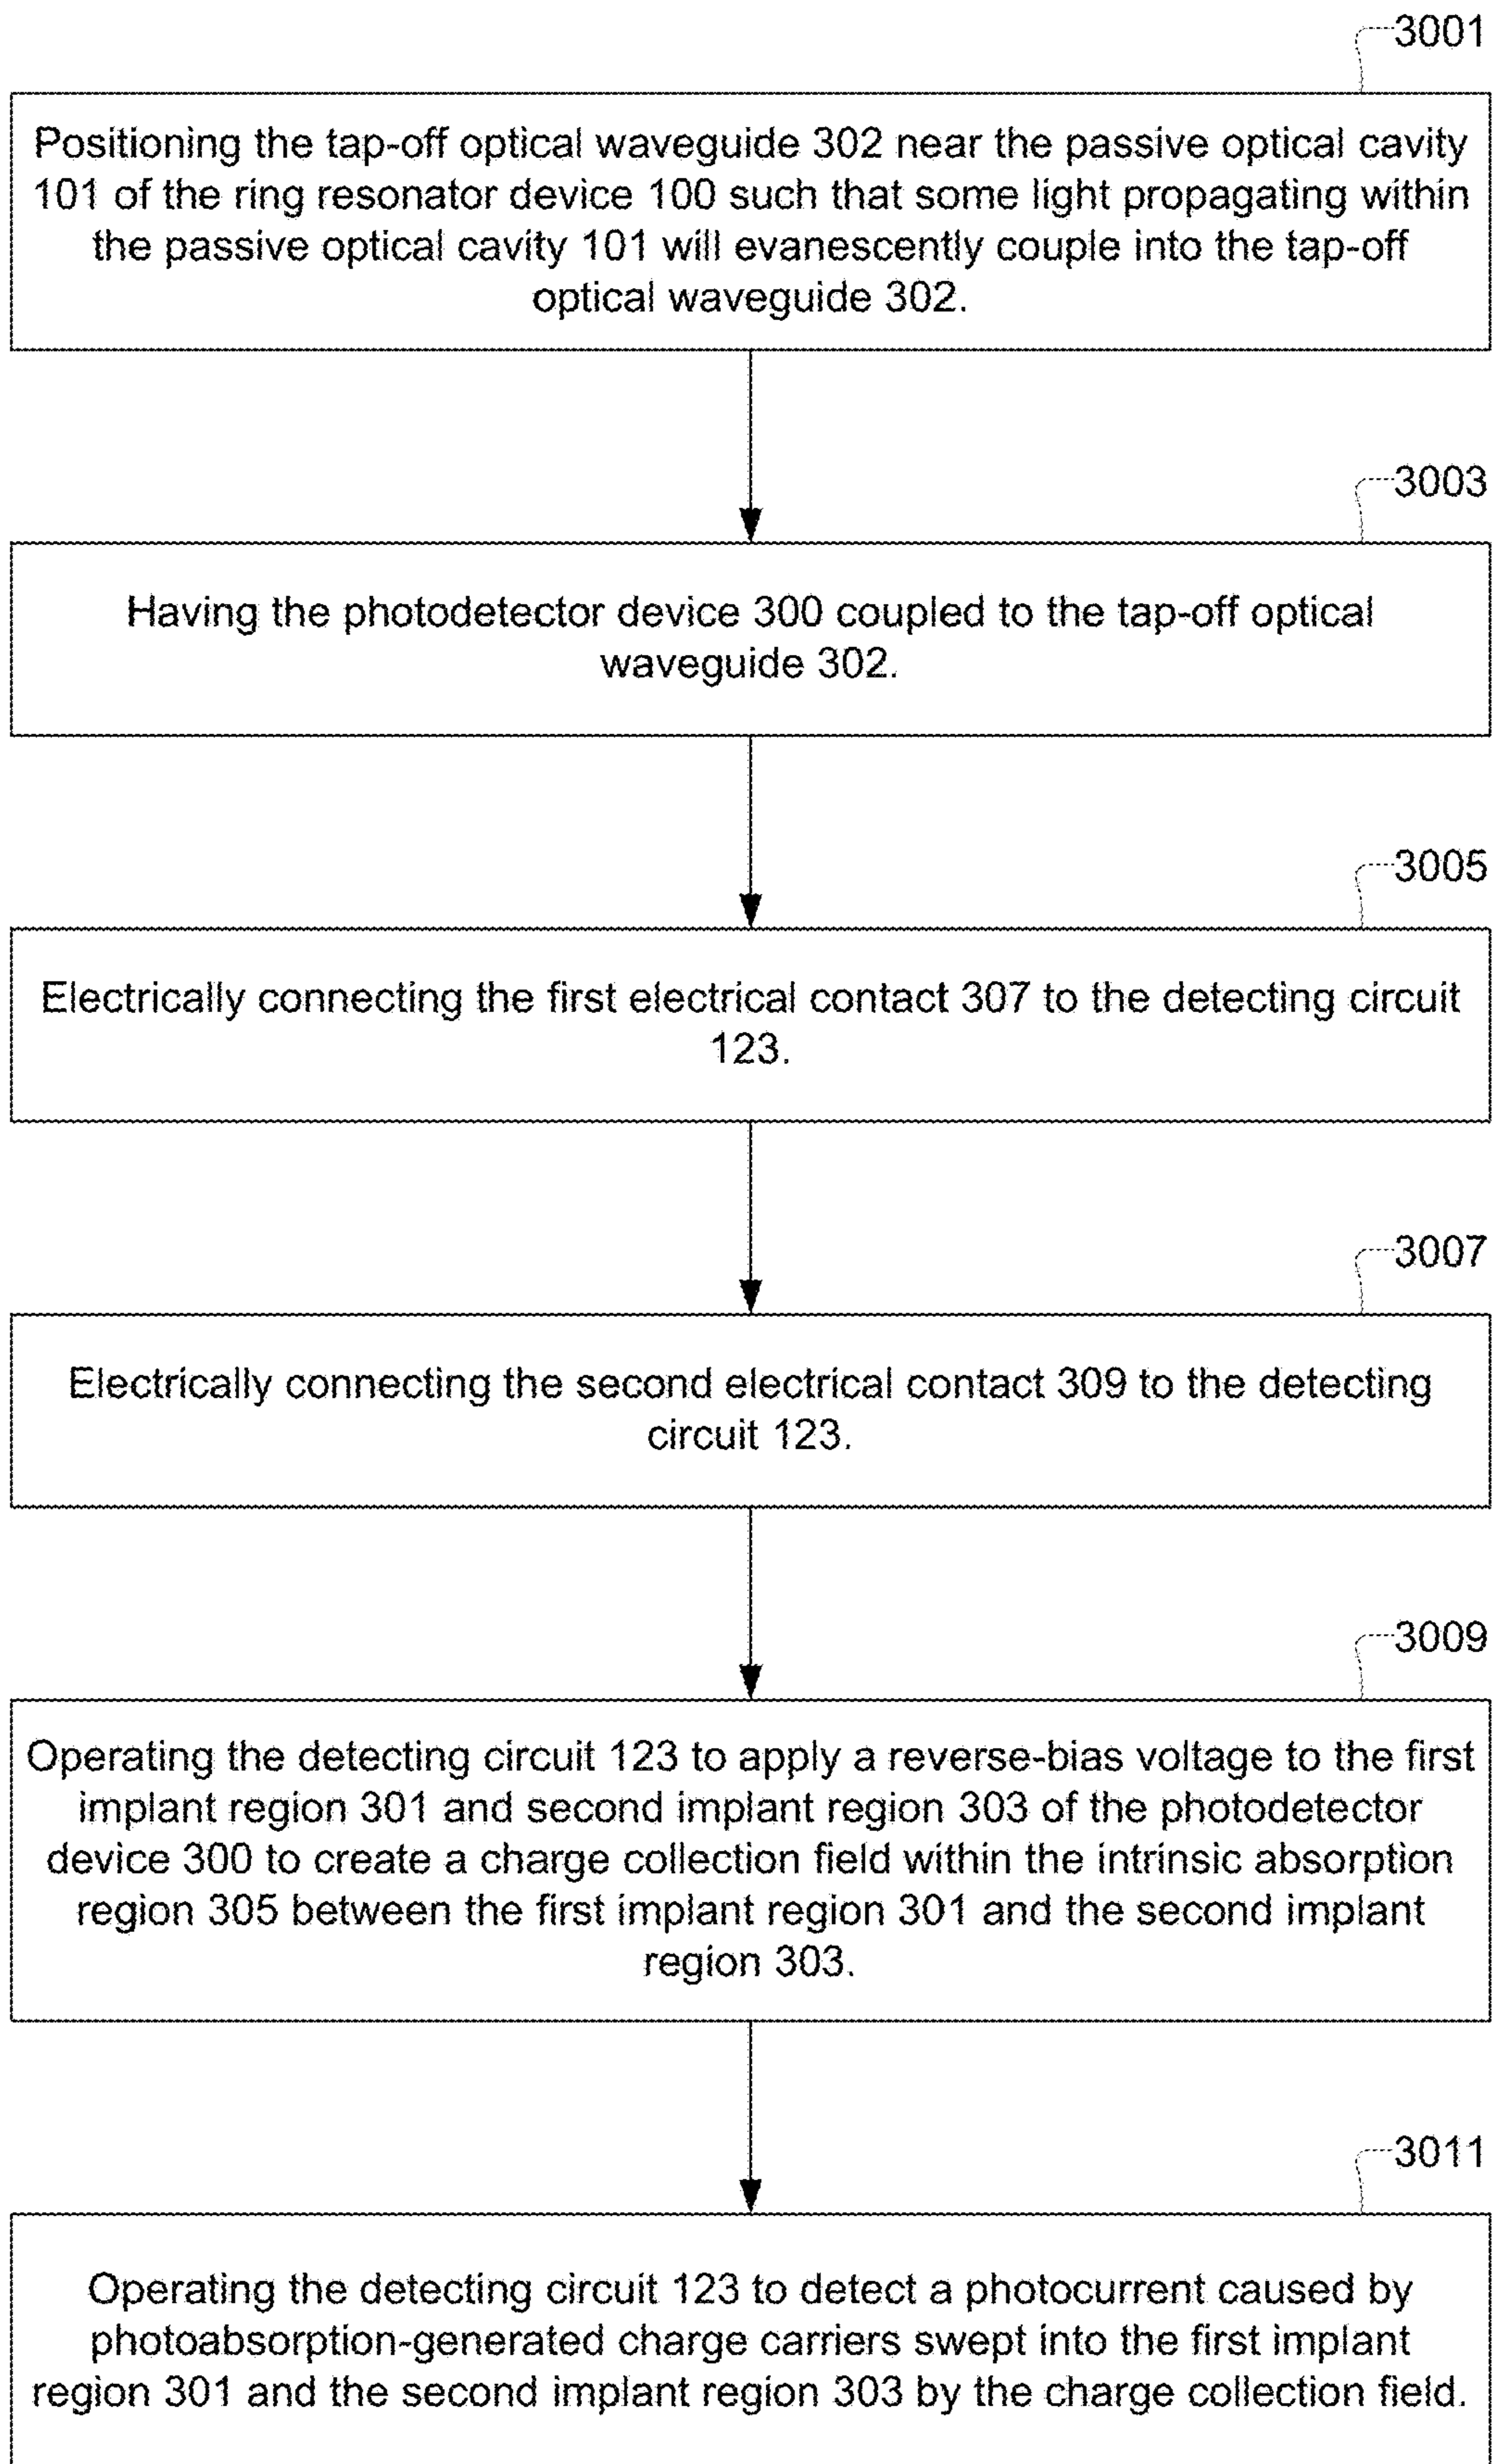 3001
Positioning the tap-off optical waveguide 302 near the passive optical cavity
101 of the ring resonator device 100 such that some light propagating within
the passive optical cavity 101 will evanescently couple into the tap-off
optical waveguide 302.
3003
Having the photodetector device 300 coupled to the tap-off optical
waveguide 302.
3005
Electrically connecting the first electrical contact 307 to the detecting circuit
123.
3007
Electrically connecting the second electrical contact 309 to the detecting
circuit 123.
3009
Operating the detecting circuit 123 to apply a reverse-bias voltage to the first
implant region 301 and second implant region 303 of the photodetector
device 300 to create a charge collection field within the intrinsic absorption
region 305 between the first implant region 301 and the second implant
region 303.
3011
Operating the detecting circuit 123 to detect a photocurrent caused by
photoabsorption-generated charge carriers swept into the first implant
region 301 and the second implant region 303 by the charge collection field.